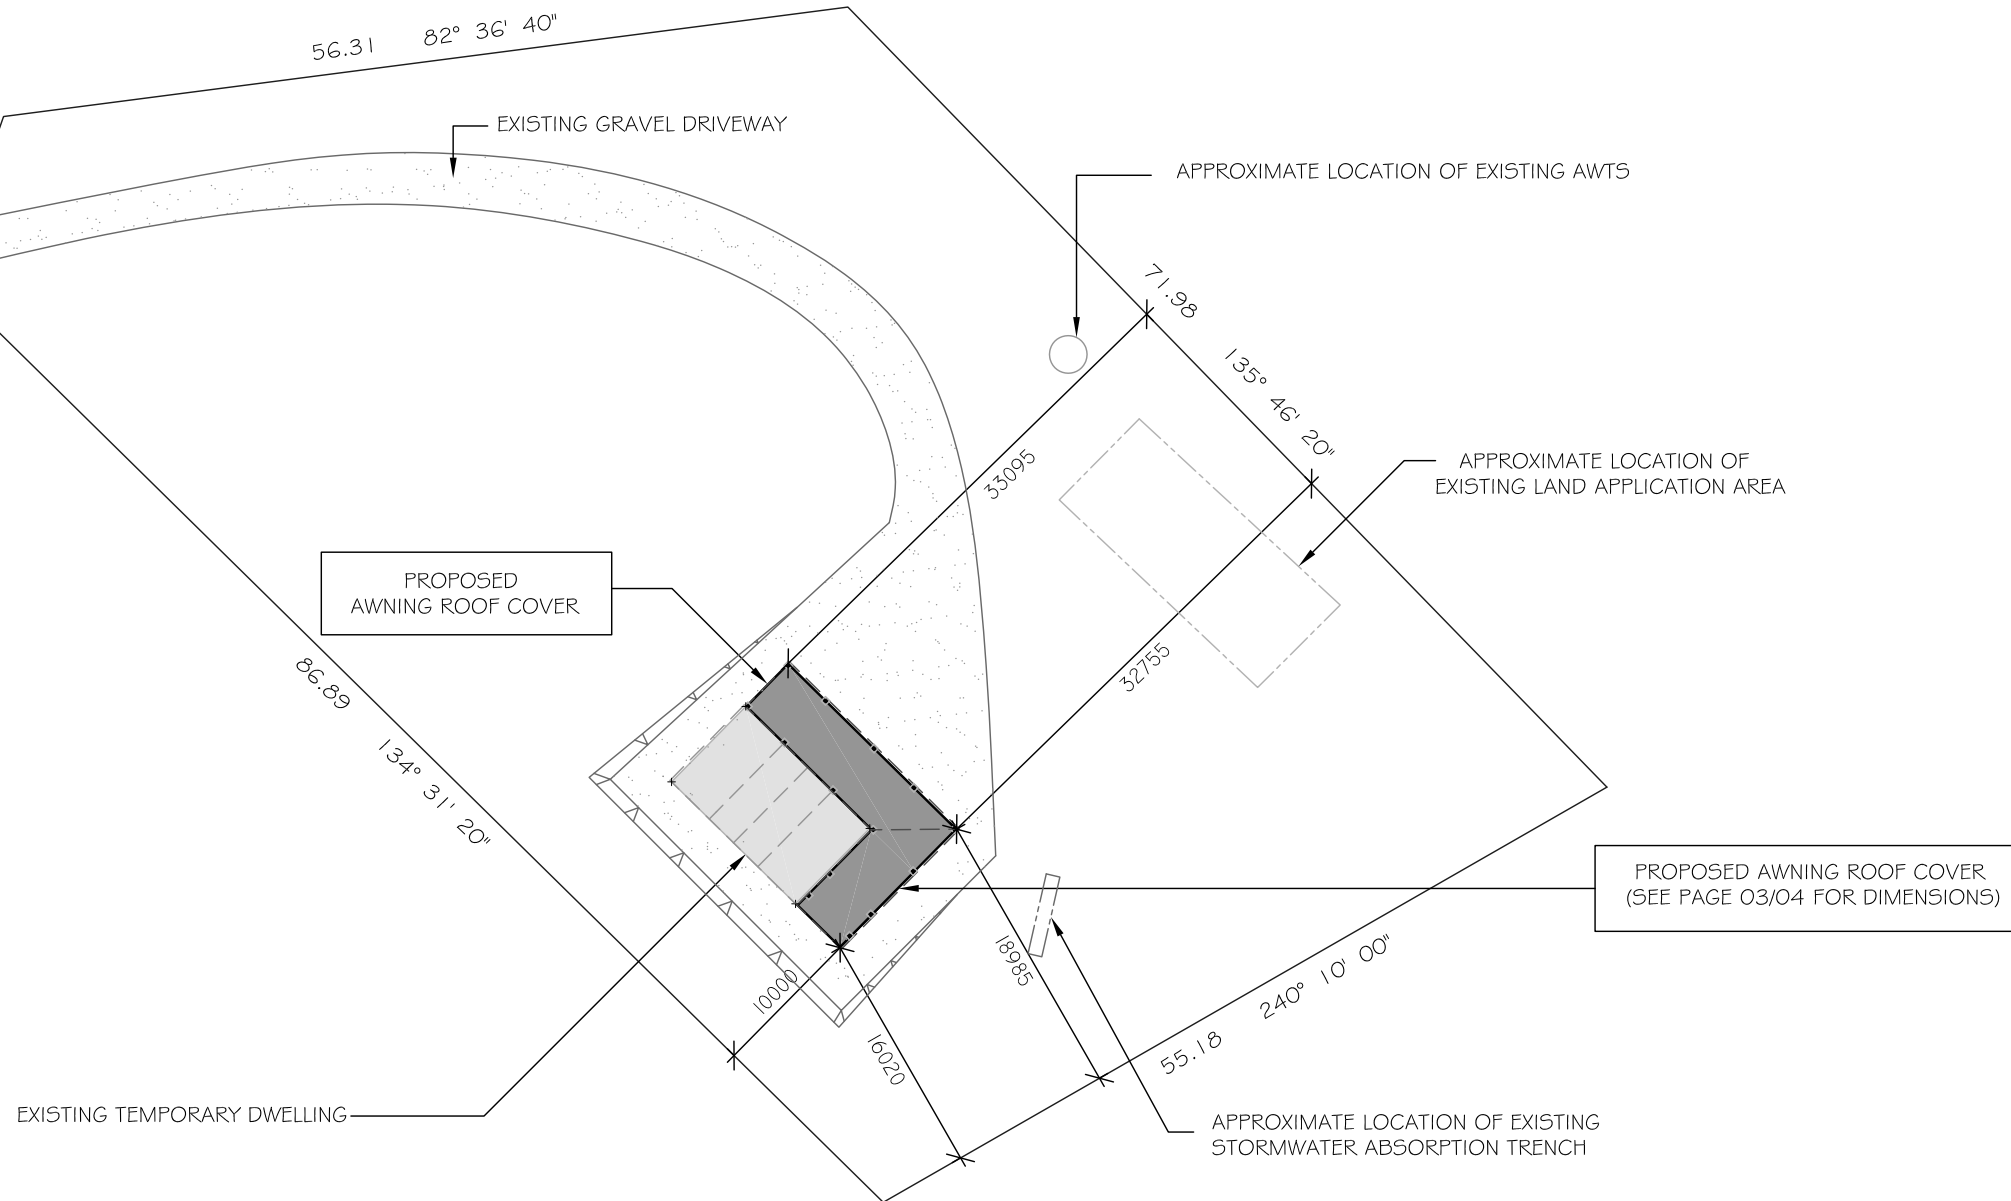 56.31 82° 36' 40"
EXISTING GRAVEL DRIVEWAY
APPROXIMATE LOCATION OF EXISTING AWTS
71.98 135° 46' 20"
33095
APPROXIMATE LOCATION OF
EXISTING LAND APPLICATION AREA
PROPOSED
AWNING ROOF COVER
32755
86.89 134° 31' 20"
PROPOSED AWNING ROOF COVER
(SEE PAGE 03/04 FOR DIMENSIONS)
18985
10000
16020
55.18 240° 10' 00"
EXISTING TEMPORARY DWELLING
APPROXIMATE LOCATION OF EXISTING
STORMWATER ABSORPTION TRENCH